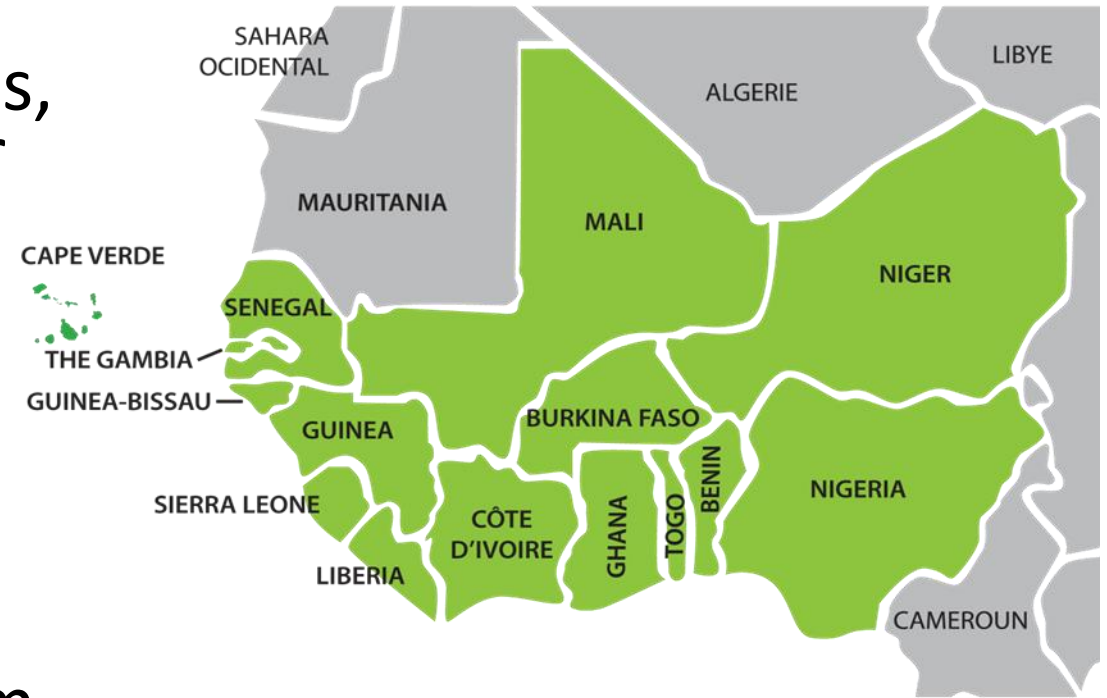 SAHARA
OCIDENTAL
LIBYE
s,
ALGERIE
MAURITANIA
MALI
CAPE VERDE
NIGER
SENEGAL
THE GAMBIA
GUINEA-BISSAU
BURKINA FASO
GUINEA
BENIN
NIGERIA
SIERRA LEONE
CÔTE
D'IVOIRE
GHANA
TOGO
LIBERIA
CAMEROUN